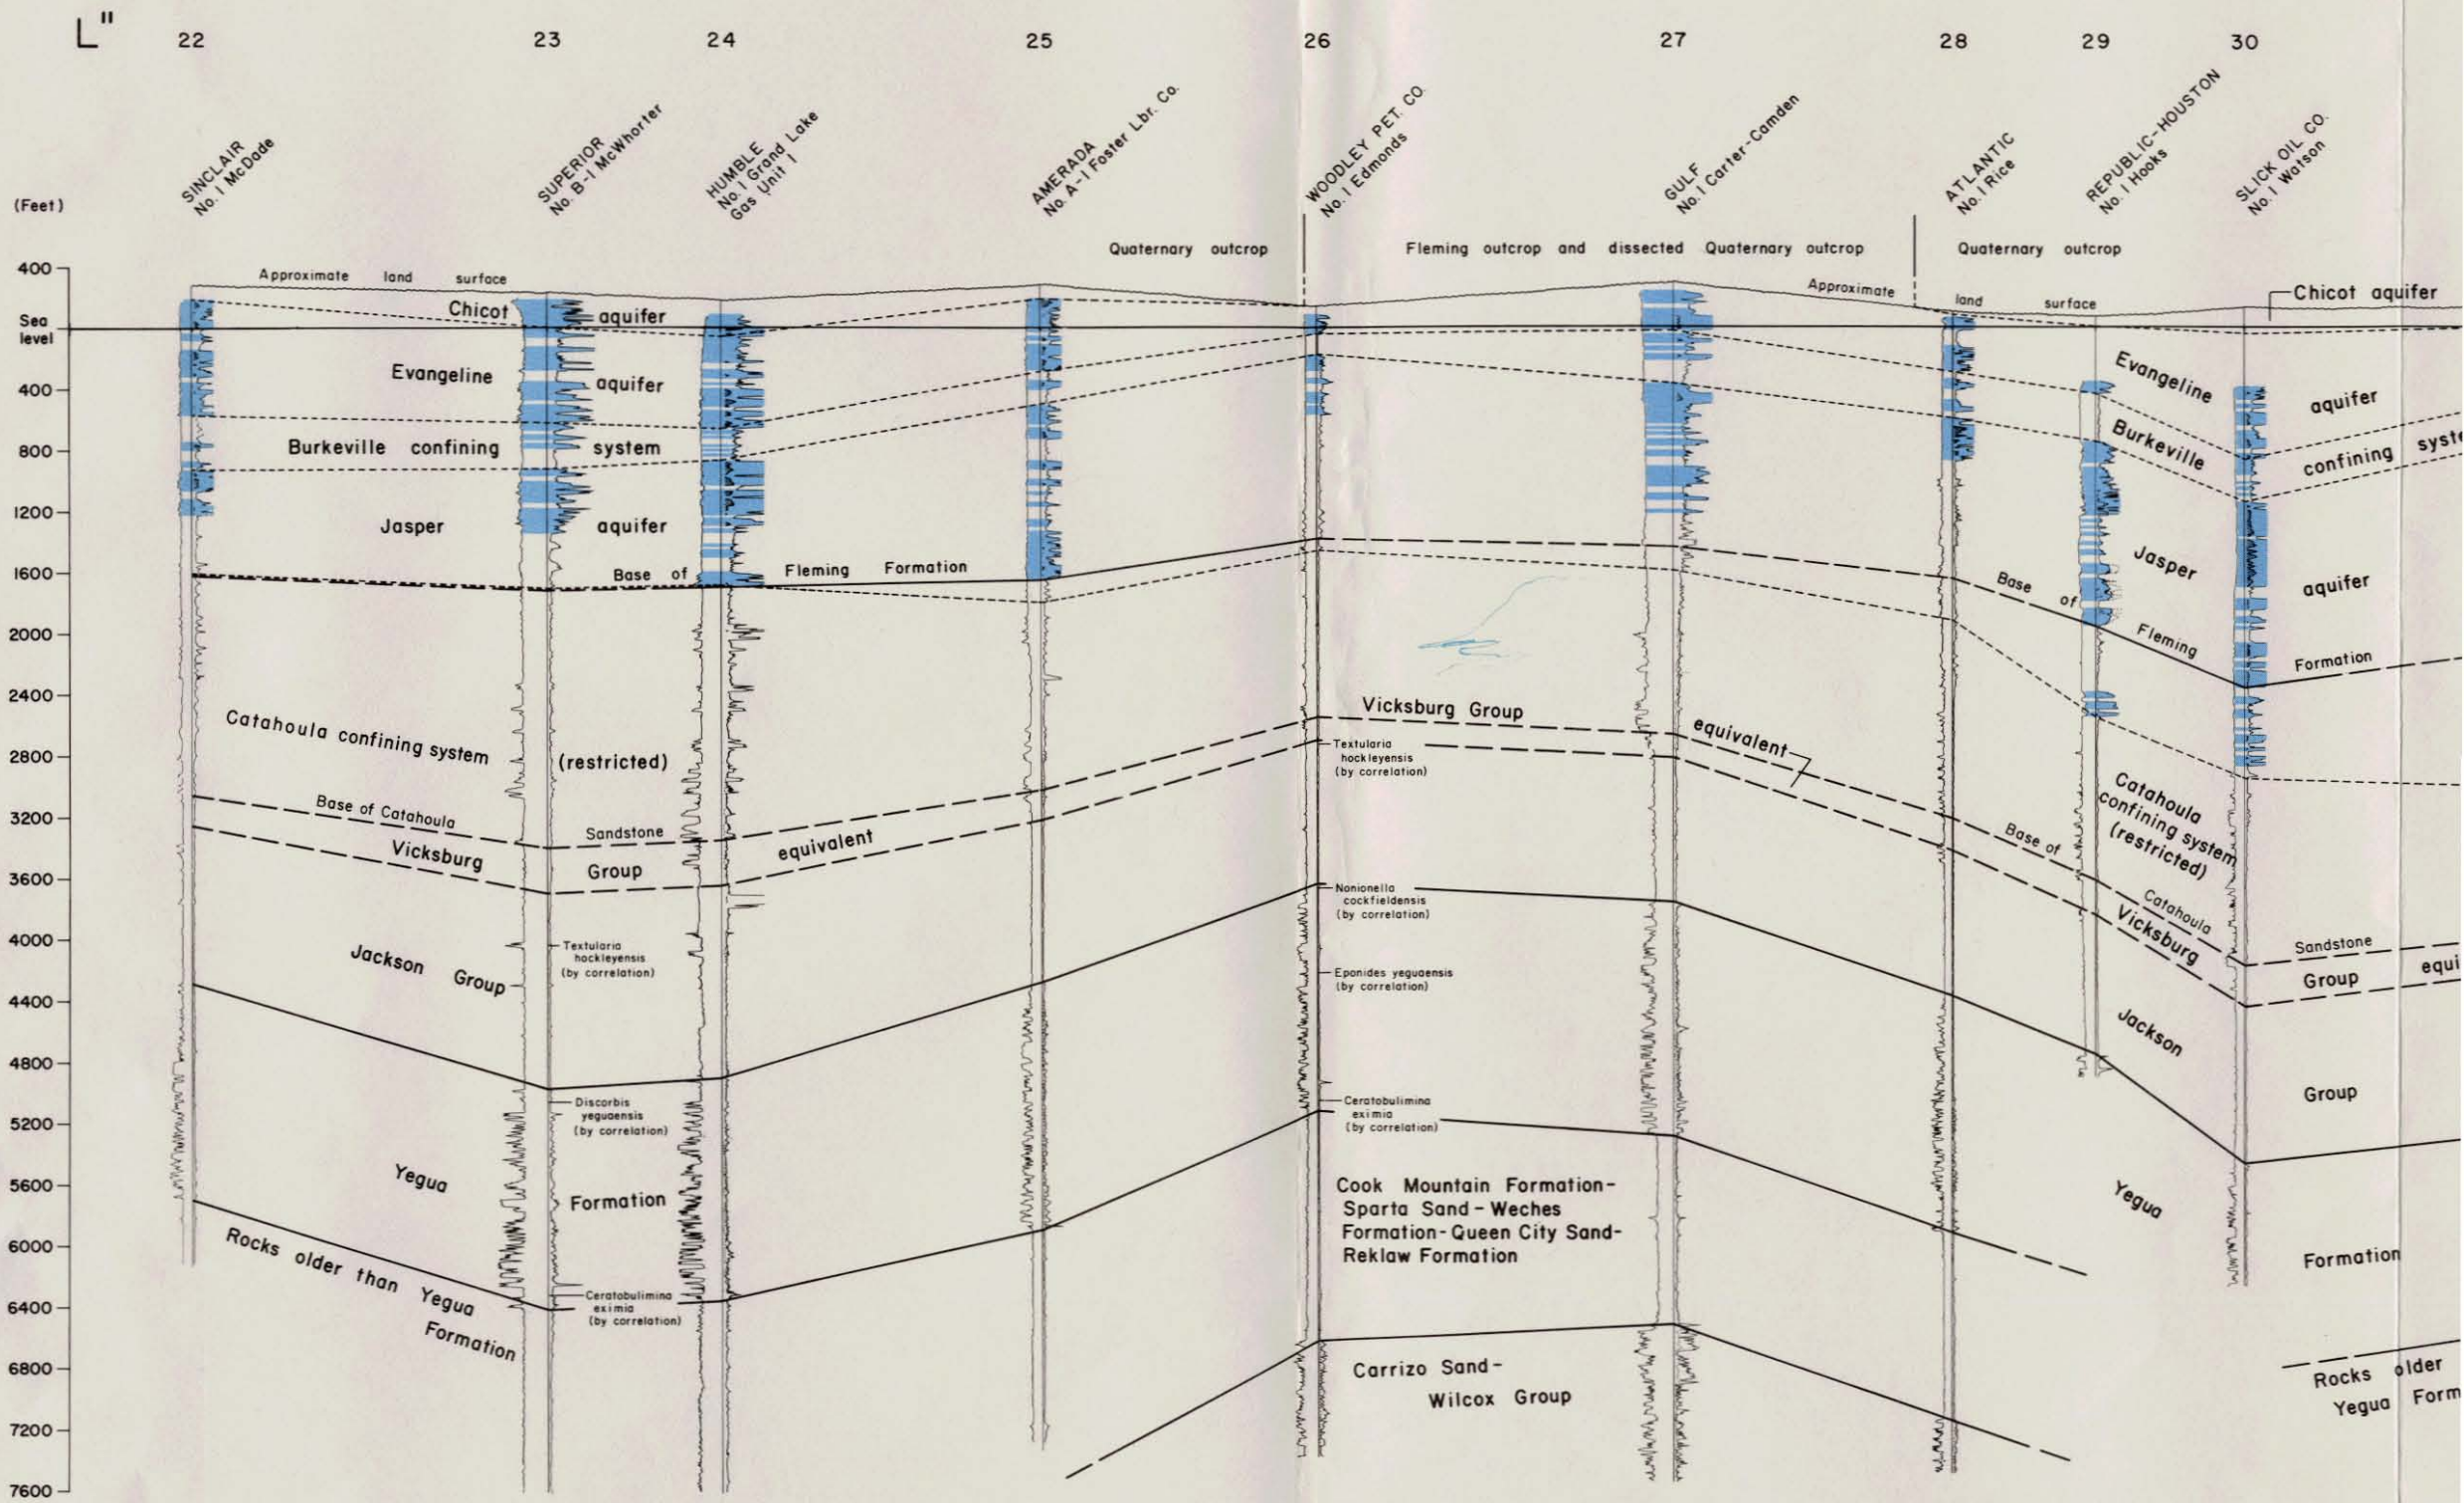 L"
22 23 24 25 26 27 28 29 30
SINCLAIR
No. 1 McDade
SUPERIOR
No. B-1 McWhorter
HUMBLE
No. 1 Grand Lake
Gas Unit 1
AMERADA
No. A-1 Foster Lbr. Co.
WOODLEY PET. CO.
No. 1 Edmonds
GULF
No. 1 Carter-Camden
ATLANTIC
No. 1 Rice
REPUBLIC-HOUSTON
No. 1 Hooks
SLICK OIL CO.
No. 1 Watson
(Feet)
400
Sea
level
400
800
1200
1600
2000
2400
2800
3200
3600
4000
4400
4800
5200
5600
6000
6400
6800
7200
7600
Quaternary outcrop
Fleming outcrop and dissected Quaternary outcrop
Quaternary outcrop
Approximate land surface
Approximate land surface
Chicot aquifer
Chicot aquifer
Evangeline aquifer
Evangeline aquifer
Burkeville confining system
Burkeville confining syste
Jasper aquifer
Jasper aquifer
Base of Fleming Formation
Base of Fleming Formation
Catahoula confining system (restricted)
Vicksburg Group equivalent
Textularia
hockleyensis
(by correlation)
Catahoula
confining system
(restricted)
Base of Catahoula Sandstone
Base of Catahoula Sandstone
Vicksburg Group equivalent
Vicksburg Group equi
Nonionella
cockfieldensis
(by correlation)
Textularia
hockleyensis
(by correlation)
Eponides yeguaensis
(by correlation)
Jackson Group
Jackson Group
Discorbis
yeguaensis
(by correlation)
Ceratobulimina
eximia
(by correlation)
Yegua Formation
Yegua Formation
Cook Mountain Formation-
Sparta Sand-Weches
Formation-Queen City Sand-
Reklaw Formation
Rocks older than Yegua
Formation
Ceratobulimina
eximia
(by correlation)
Carrizo Sand-
Wilcox Group
Rocks older
Yegua Form